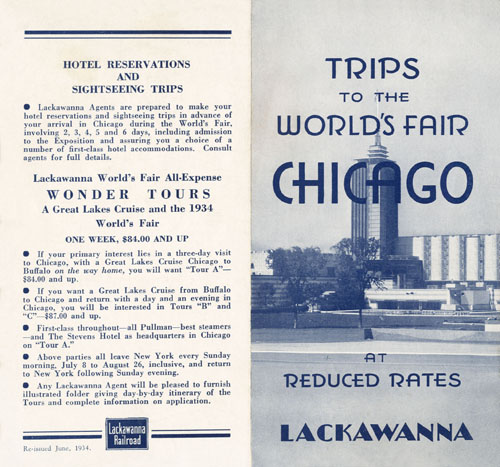 HOTEL RESERVATIONS
AND
SIGHTSEEING TRIPS
● Lackawanna Agents are prepared to make your
hotel reservations and sightseeing trips in advance of
your arrival in Chicago during the World's Fair,
involving 2, 3, 4, 5 and 6 days, including admission
to the Exposition and assuring you a choice of a
number of first-class hotel accommodations. Consult
agents for full details.
Lackawanna World's Fair All-Expense
WONDER TOURS
A Great Lakes Cruise and the 1934
World's Fair
ONE WEEK, $84.00 AND UP
● If your primary interest lies in a three-day visit
to Chicago, with a Great Lakes Cruise Chicago to
Buffalo on the way home, you will want "Tour A"—
$84.00 and up.
● If you want a Great Lakes Cruise from Buffalo
to Chicago and return with a day and an evening in
Chicago, you will be interested in Tours "B" and
"C"—$87.00 and up.
● First-class throughout—all Pullman—best steamers
—and The Stevens Hotel as headquarters in Chicago
on "Tour A."
● Above parties all leave New York every Sunday
morning, July 8 to August 26, inclusive, and return
to New York following Sunday evening.
● Any Lackawanna Agent will be pleased to furnish
illustrated folder giving day-by-day itinerary of the
Tours and complete information on application.
Lackawanna
Railroad
Re-issued June, 1934.
TRIPS
TO THE
WORLD'S FAIR
CHICAGO
AT
REDUCED RATES
LACKAWANNA